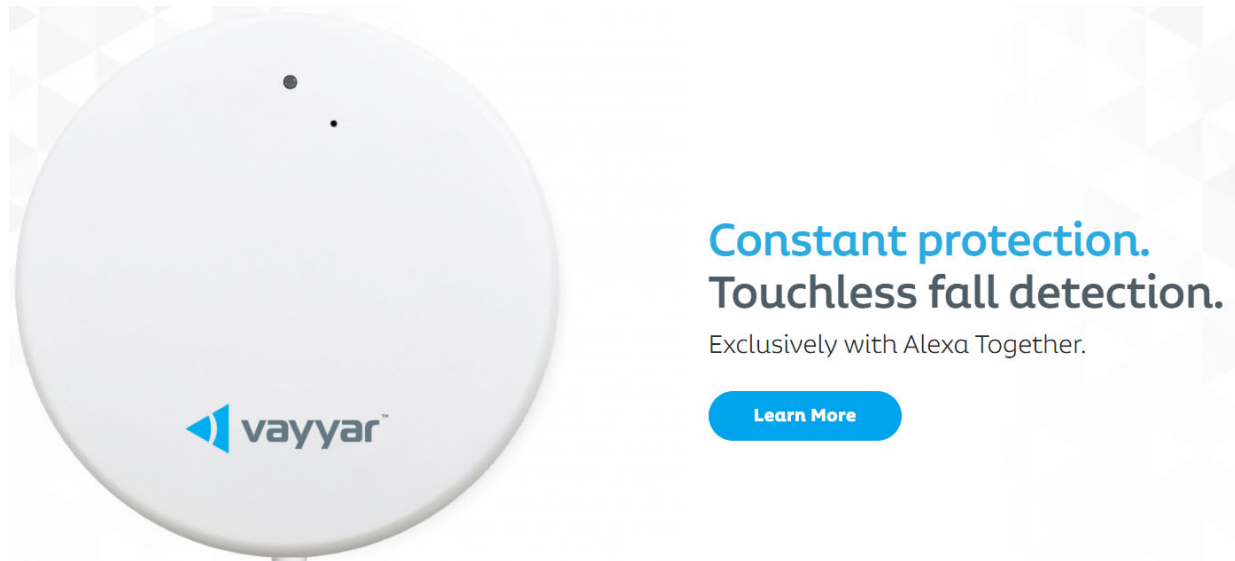 vayyar™
Constant protection.
Touchless fall detection.
Exclusively with Alexa Together.
Learn More